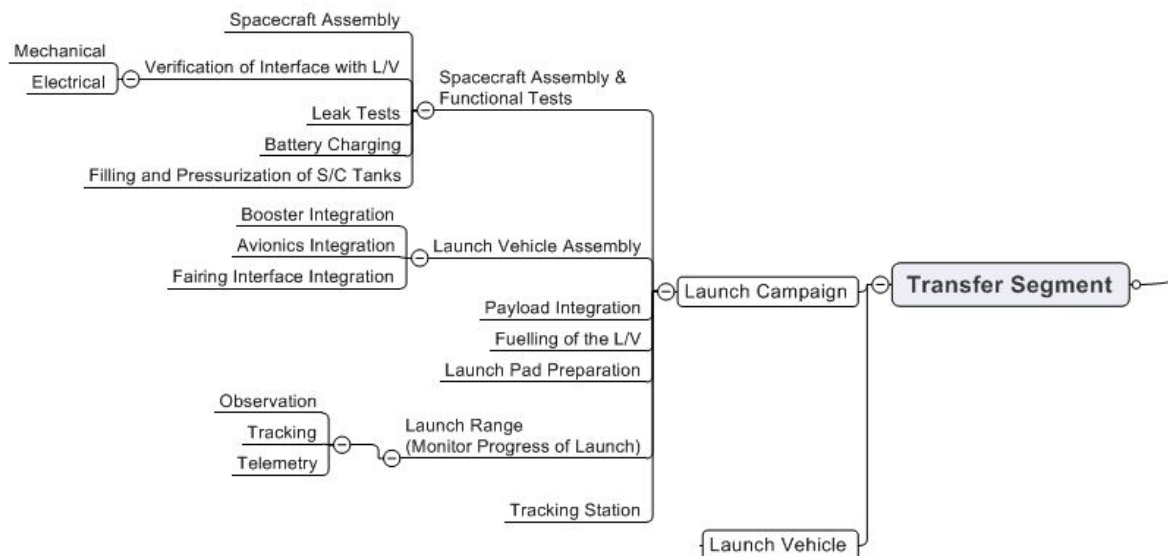 Spacecraft Assembly
Mechanical
Electrical
Verification of Interface with L/V
Leak Tests
Battery Charging
Filling and Pressurization of S/C Tanks
Spacecraft Assembly &
Functional Tests
Booster Integration
Avionics Integration
Fairing Interface Integration
Launch Vehicle Assembly
Payload Integration
Fuelling of the L/V
Launch Pad Preparation
Observation
Tracking
Telemetry
Launch Range
(Monitor Progress of Launch)
Tracking Station
Launch Campaign
Launch Vehicle
Transfer Segment